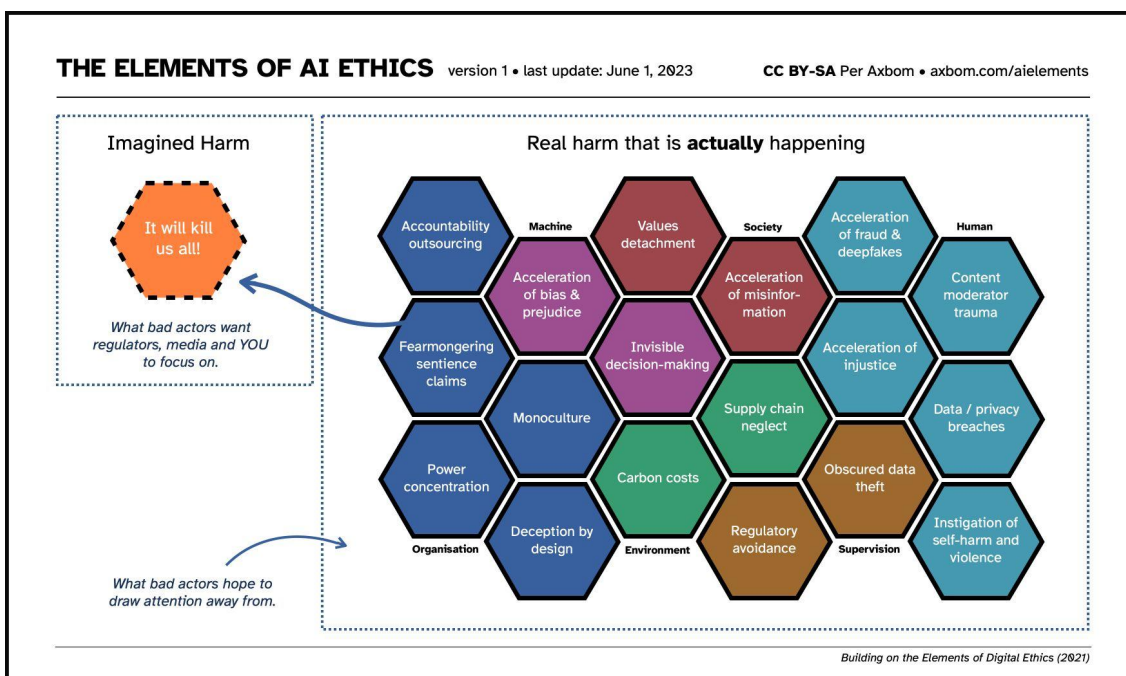 THE ELEMENTS OF AI ETHICS version 1 • last update: June 1, 2023 CC BY-SA Per Axbom • axbom.com/aielements
Imagined Harm
It will kill
us all!
What bad actors want
regulators, media and YOU
to focus on.
Real harm that is actually happening
Accountability
outsourcing
Machine
Values
detachment
Society
Acceleration
of fraud &
deepfakes
Human
Acceleration
of bias &
prejudice
Acceleration
of misinfor-
mation
Content
moderator
trauma
Fearmongering
sentience
claims
Invisible
decision-making
Acceleration of
injustice
Monoculture
Supply chain
neglect
Data / privacy
breaches
Power
concentration
Carbon costs
Obscured data
theft
Deception by
design
Regulatory
avoidance
Instigation of
self-harm and
violence
Organisation
Environment
Supervision
What bad actors hope to
draw attention away from.
Building on the Elements of Digital Ethics (2021)